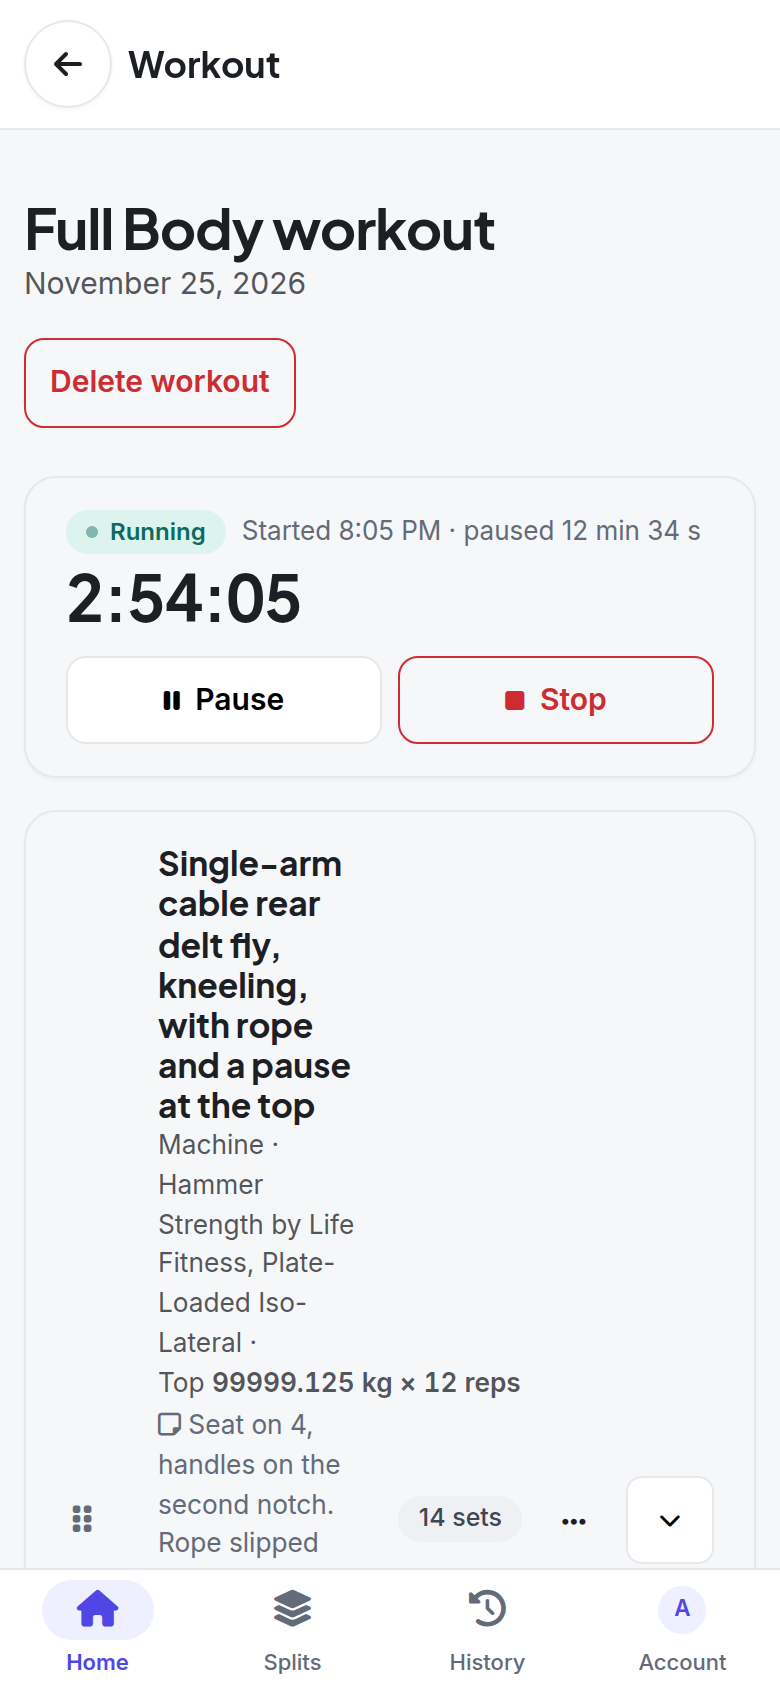 Workout
Full Body workout
November 25, 2026
Delete workout
Running Started 8:05 PM · paused 12 min 34 s
2:54:05
Pause Stop
Single-arm
cable rear
delt fly,
kneeling,
with rope
and a pause
at the top
Machine ·
Hammer
Strength by Life
Fitness, Plate-
Loaded Iso-
Lateral ·
Top 99999.125 kg × 12 reps
Seat on 4,
handles on the
second notch.
Rope slipped
14 sets
Home Splits History A Account